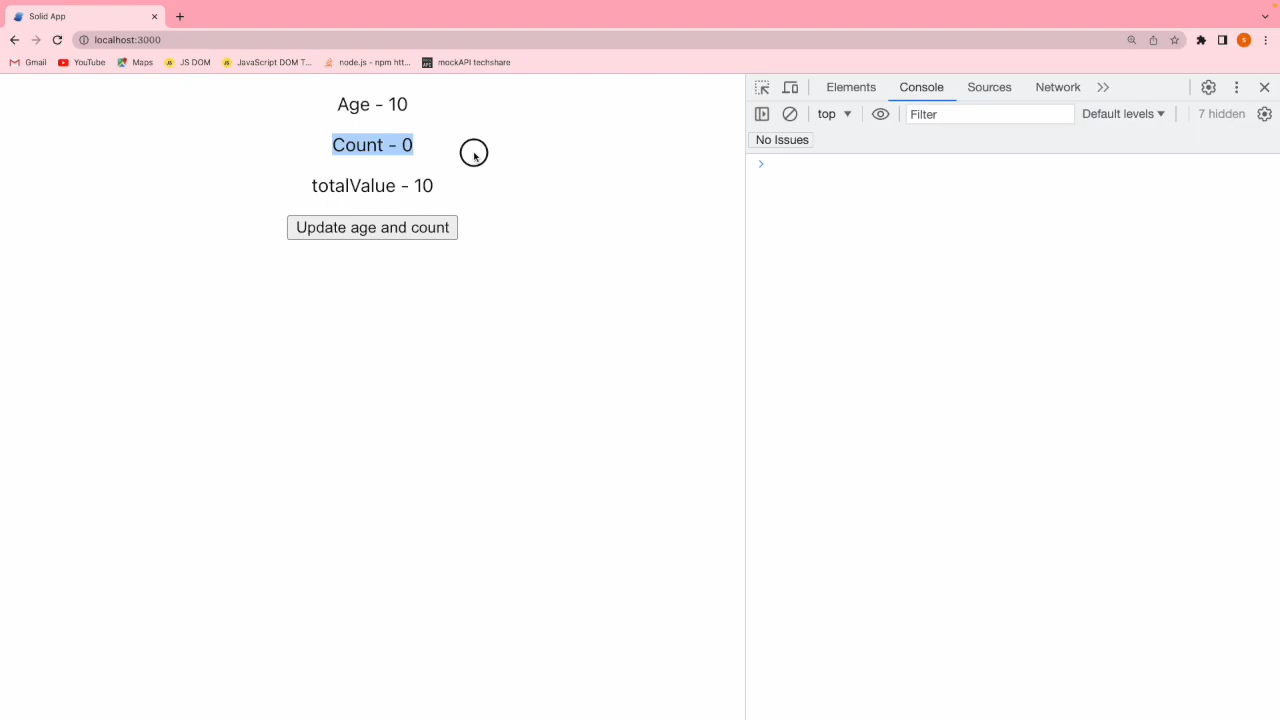 Solid App
localhost:3000
Gmail YouTube Maps JS DOM JavaScript DOM T... node.js - npm htt... mockAPI techshare
Age - 10
Count - 0
totalValue - 10
Update age and count
Elements Console Sources Network
top Filter Default levels 7 hidden
No Issues